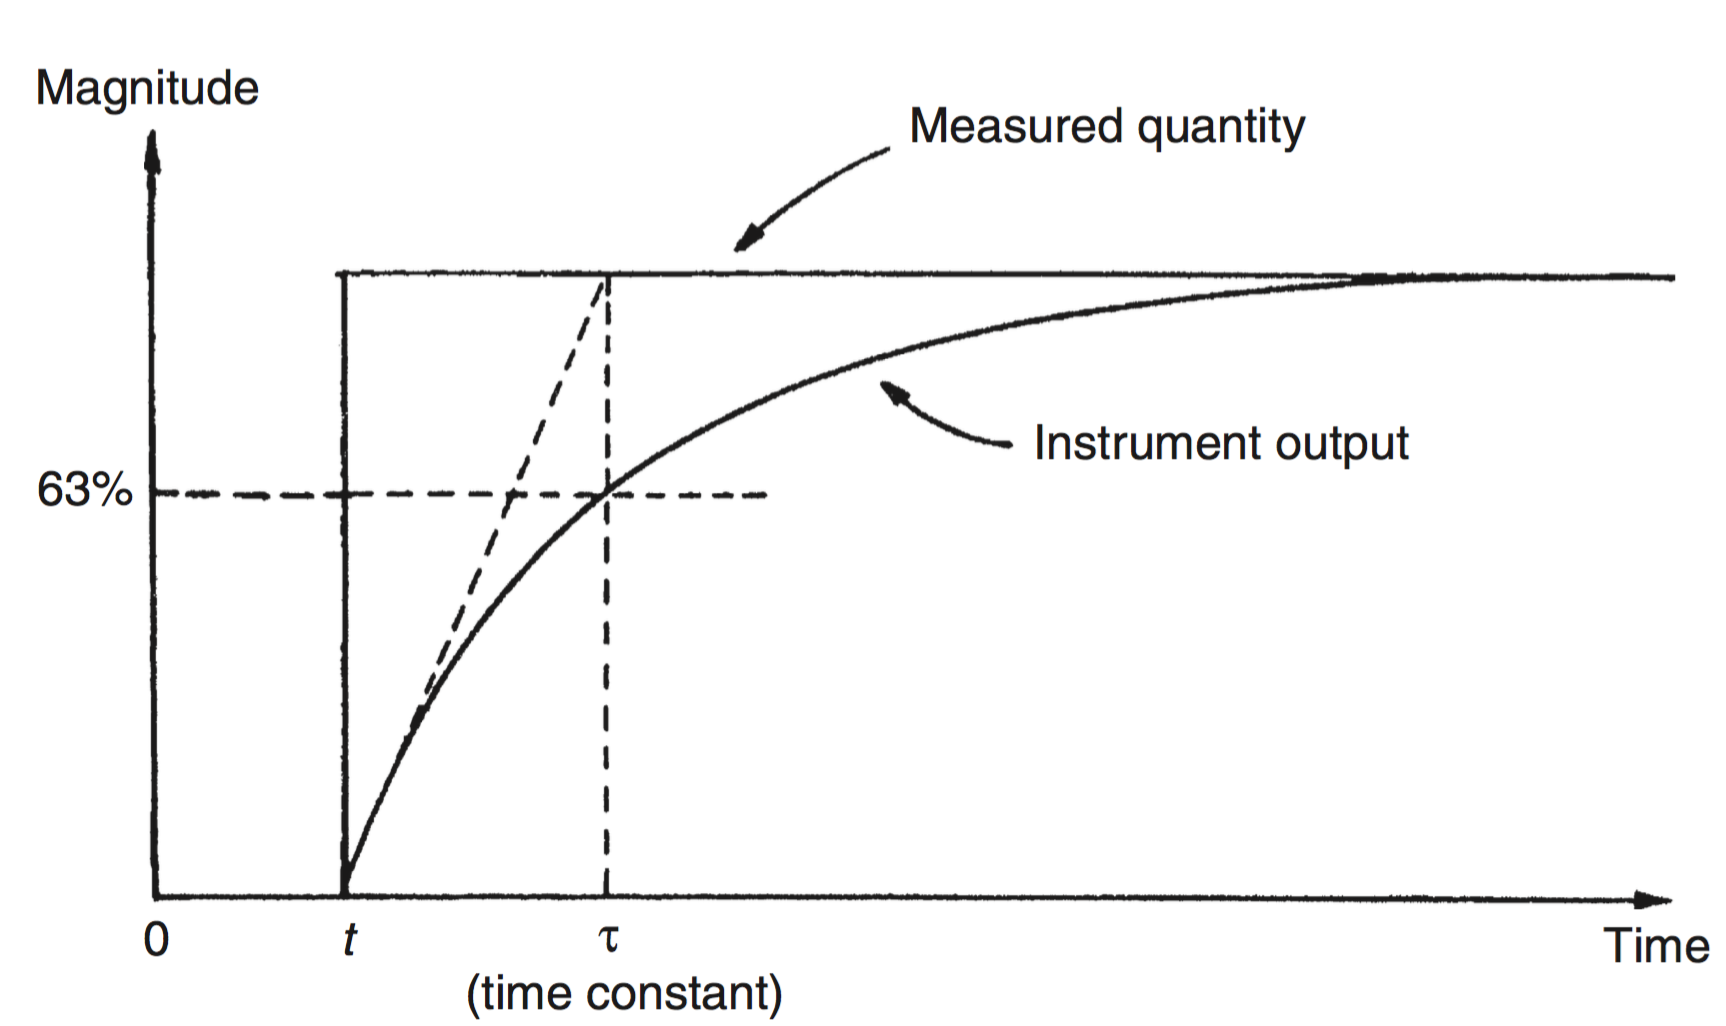 Magnitude
Measured quantity
Instrument output
63%
0
t
τ
Time
(time constant)